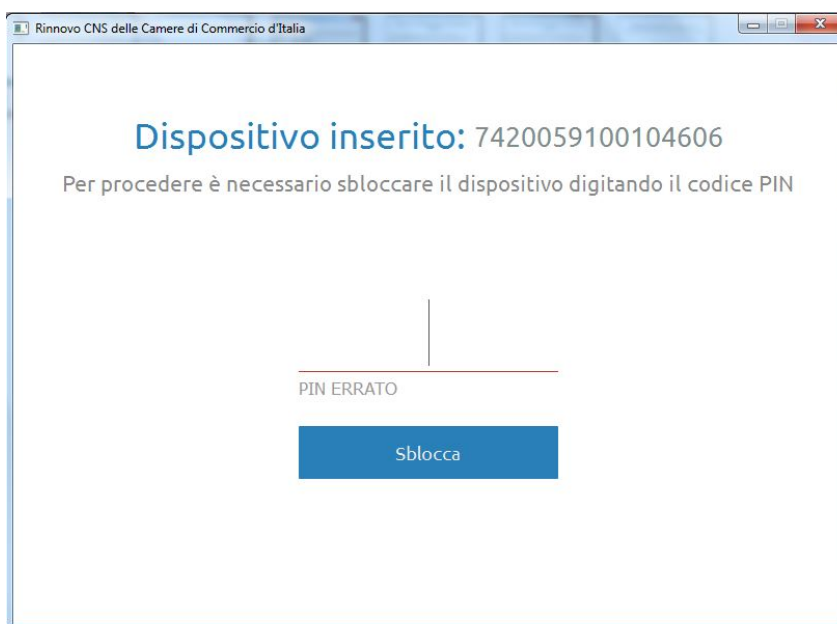 Rinnovo CNS delle Camere di Commercio d'Italia
Dispositivo inserito: 7420059100104606
Per procedere è necessario sbloccare il dispositivo digitando il codice PIN
PIN ERRATO
Sblocca